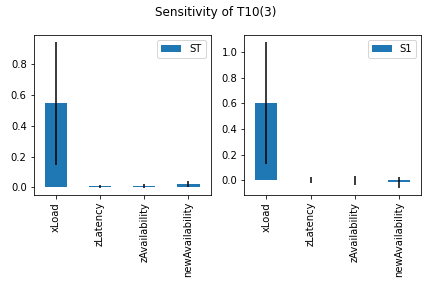 Sensitivity of T10(3)
ST
0.8
0.6
0.4
0.2
0.0
xLoad
zLatency
zAvailability
newAvailability
S1
1.0
0.8
0.6
0.4
0.2
0.0
xLoad
zLatency
zAvailability
newAvailability